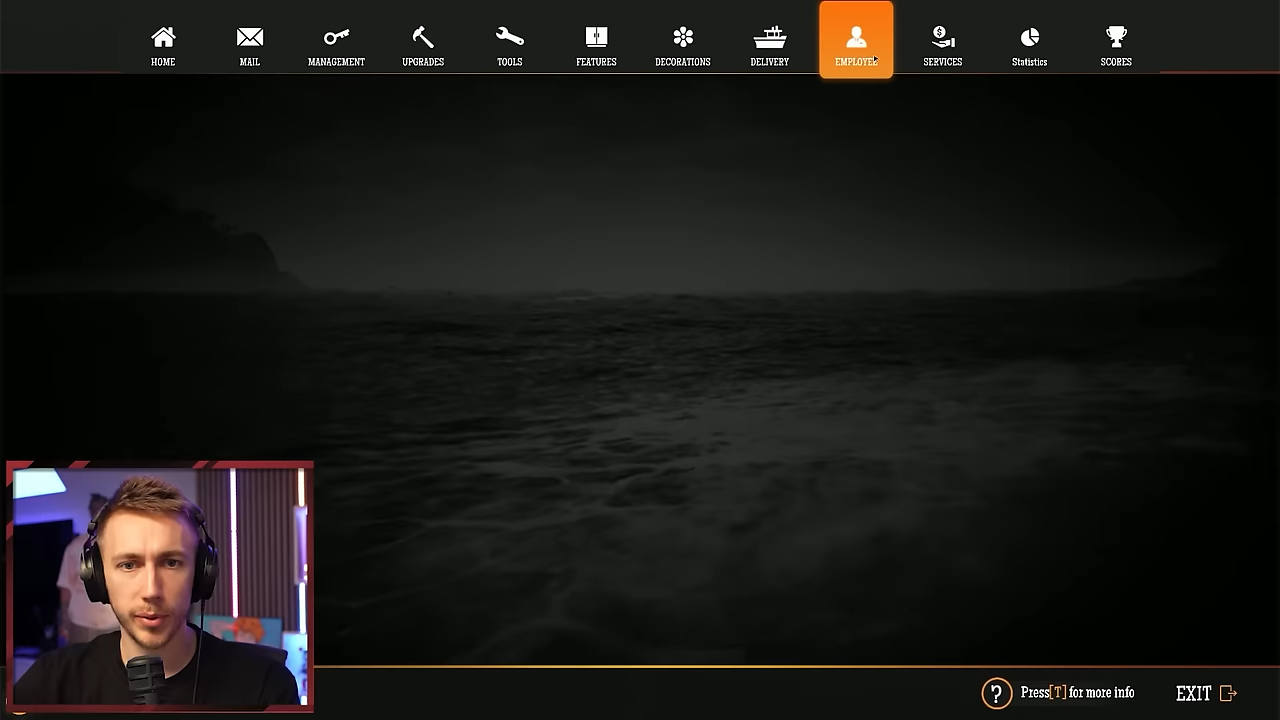 HOME
MAIL
MANAGEMENT
UPGRADES
TOOLS
FEATURES
DECORATIONS
DELIVERY
EMPLOYEE
SERVICES
Statistics
SCORES
? Press[T] for more info
EXIT